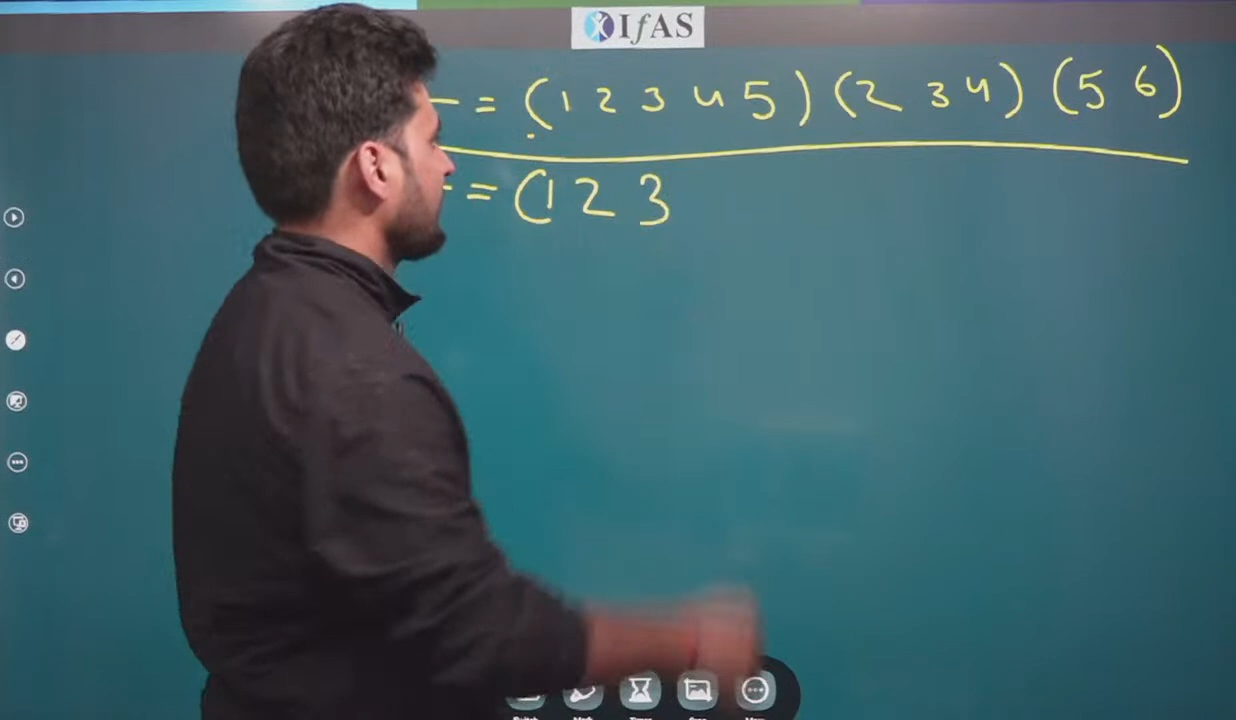 IfAS
= (1 2 3 4 5) (2 3 4) (5 6)
= (1 2 3